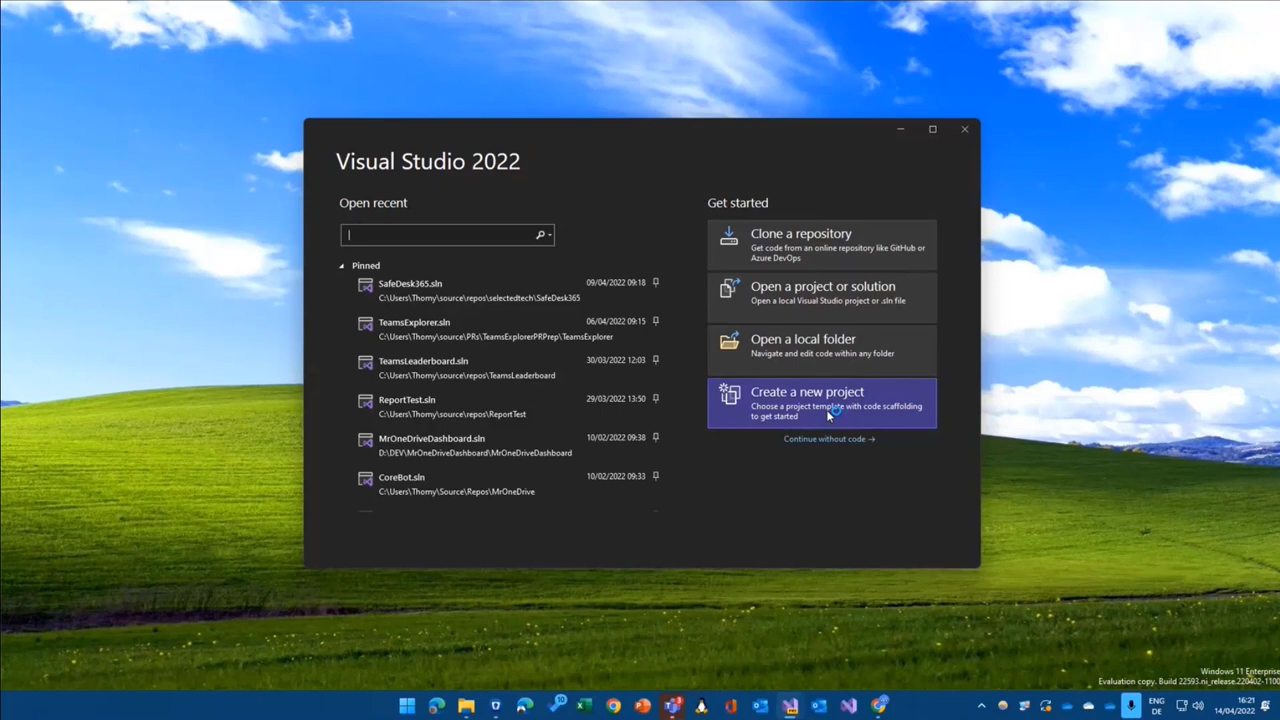 Visual Studio 2022
Open recent
Pinned
SafeDesk365.sln 09/04/2022 09:18
C:\Users\Thomy\source\repos\selectedtech\SafeDesk365
TeamsExplorer.sln 06/04/2022 09:15
C:\Users\Thomy\source\PRs\TeamsExplorerPRPrep\TeamsExplorer
TeamsLeaderboard.sln 30/03/2022 12:03
C:\Users\Thomy\source\repos\TeamsLeaderboard
ReportTest.sln 29/03/2022 13:50
C:\Users\Thomy\source\repos\ReportTest
MrOneDriveDashboard.sln 10/02/2022 09:38
D:\DEV\MrOneDriveDashboard\MrOneDriveDashboard
CoreBot.sln 10/02/2022 09:33
C:\Users\Thomy\Source\Repos\MrOneDrive
Get started
Clone a repository
Get code from an online repository like GitHub or
Azure DevOps
Open a project or solution
Open a local Visual Studio project or .sln file
Open a local folder
Navigate and edit code within any folder
Create a new project
Choose a project template with code scaffolding
to get started
Continue without code →
Windows 11 Enterprise
Evaluation copy. Build 22593.ni_release.220402-1100
ENG
DE
16:21
14/04/2022